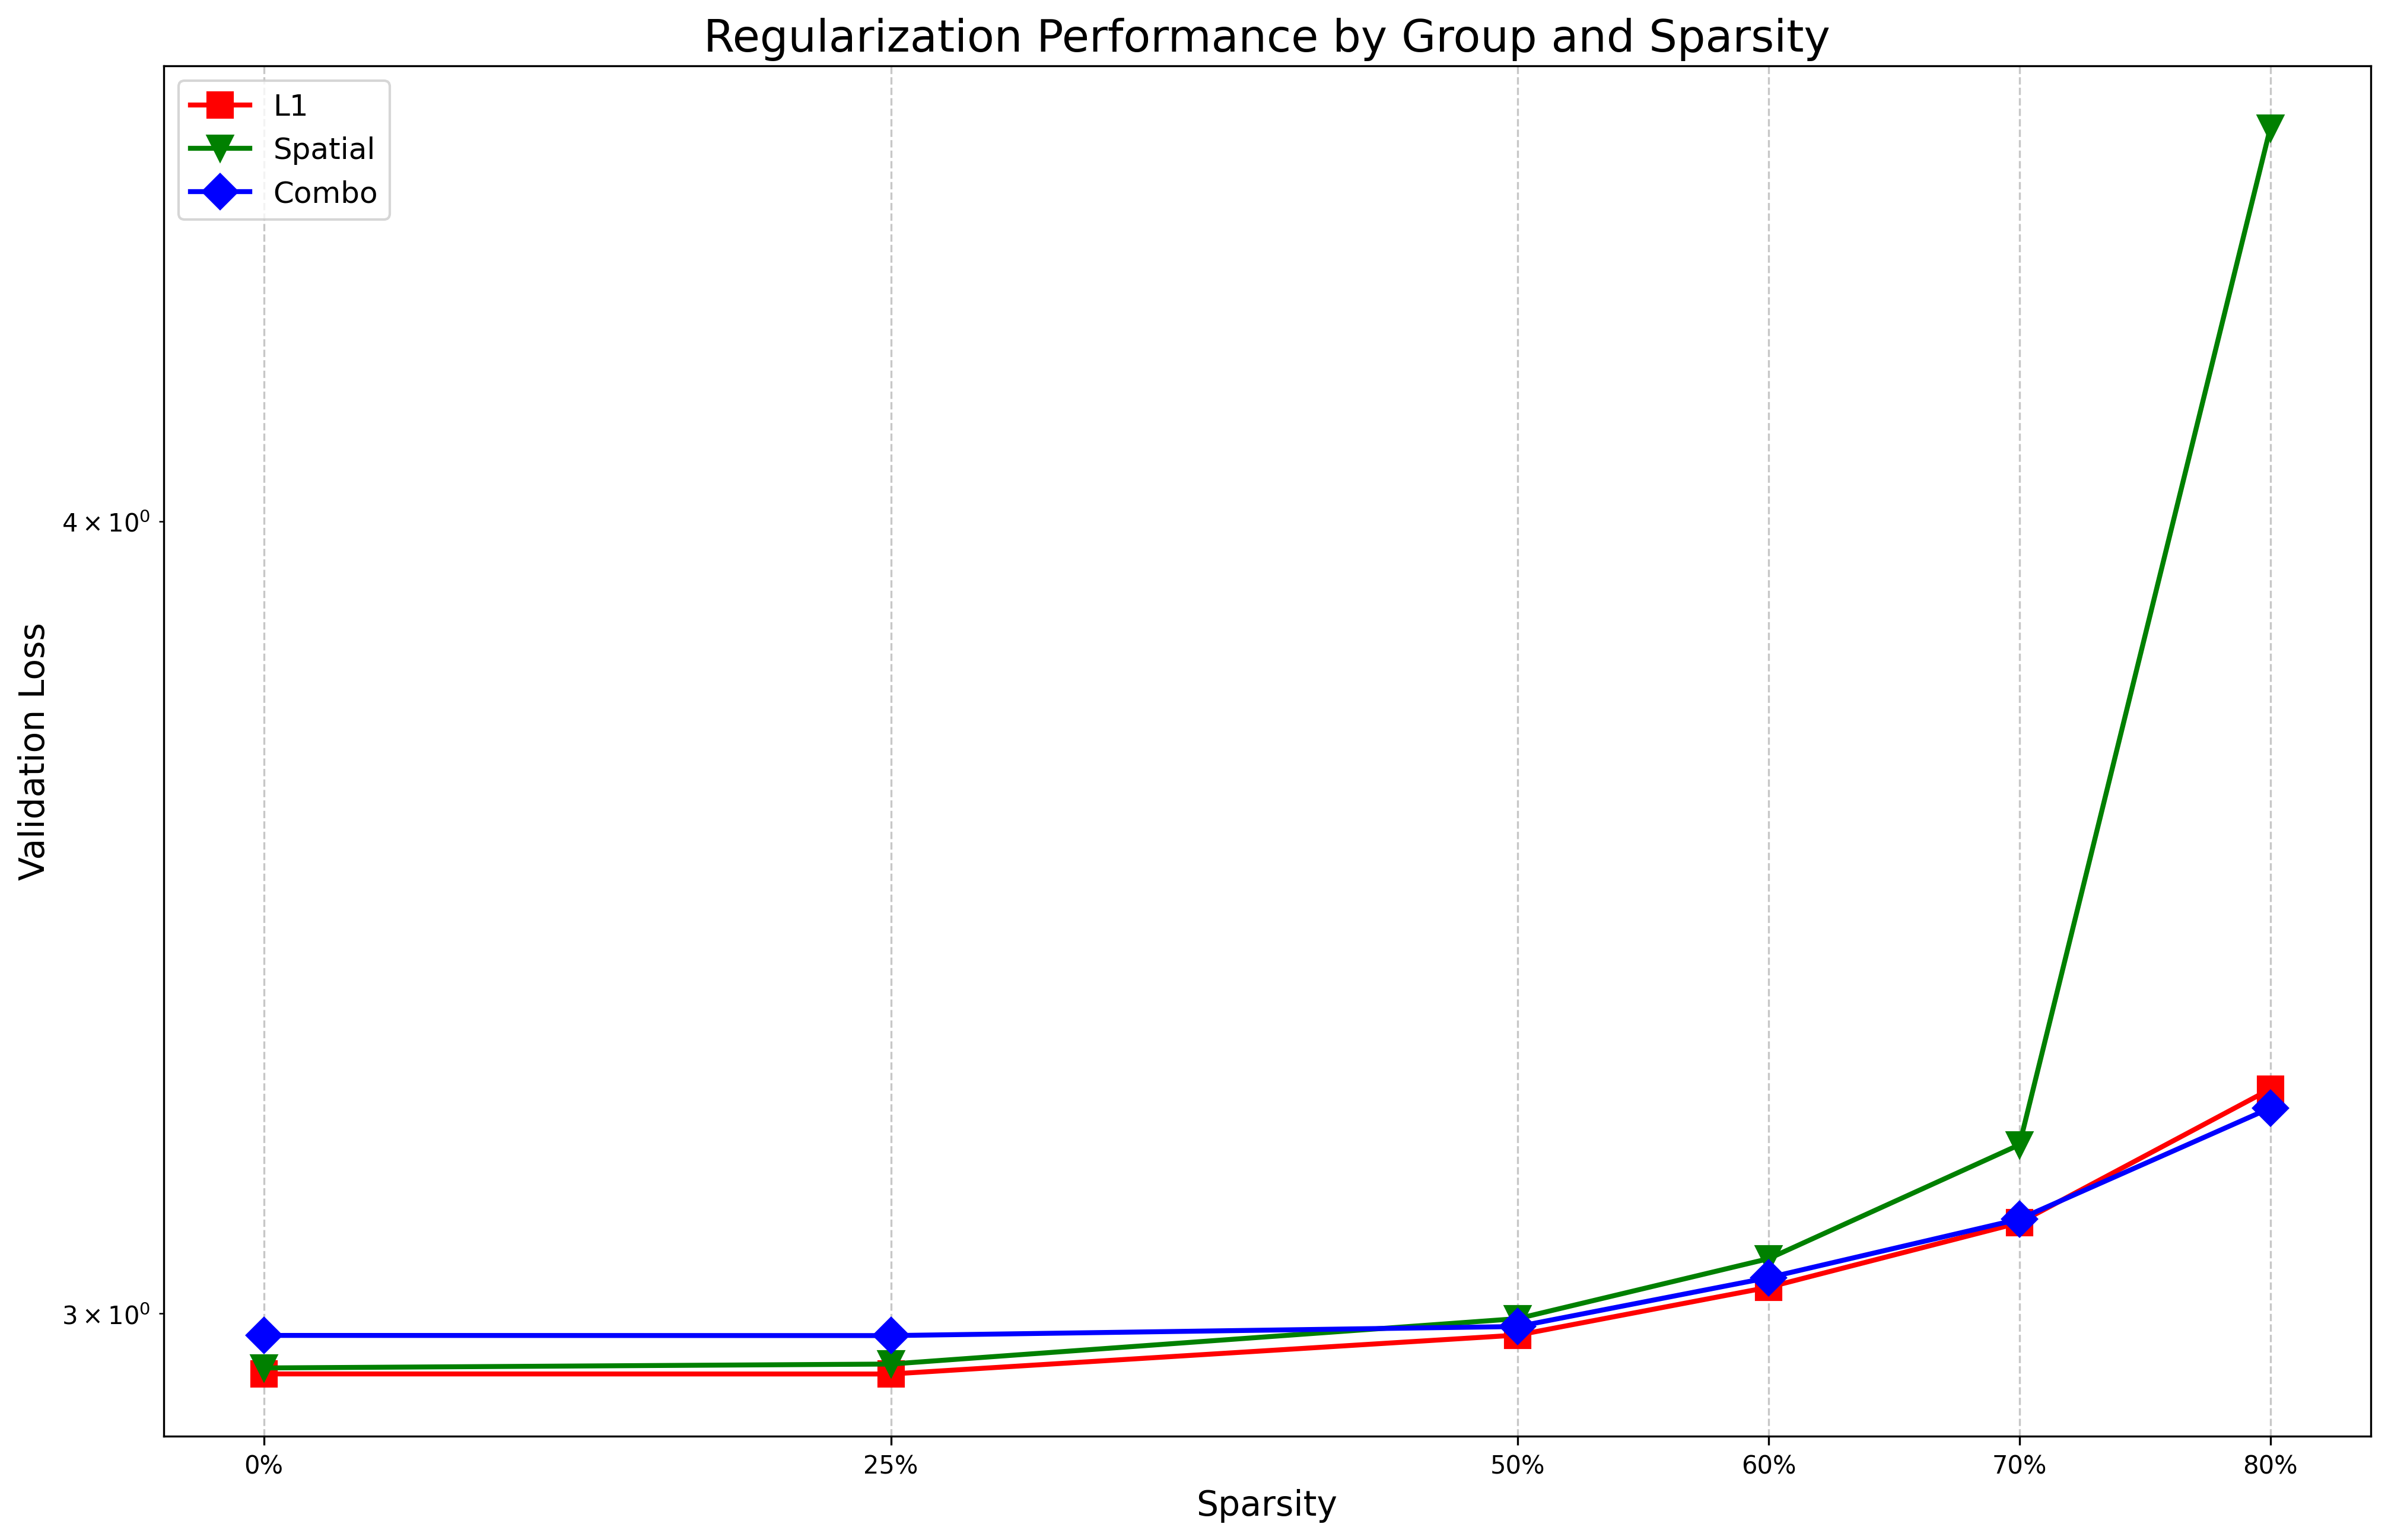 Regularization Performance by Group and Sparsity
L1
Spatial
Combo
Validation Loss
4 × 10⁰
3 × 10⁰
0%
25%
50%
60%
70%
80%
Sparsity